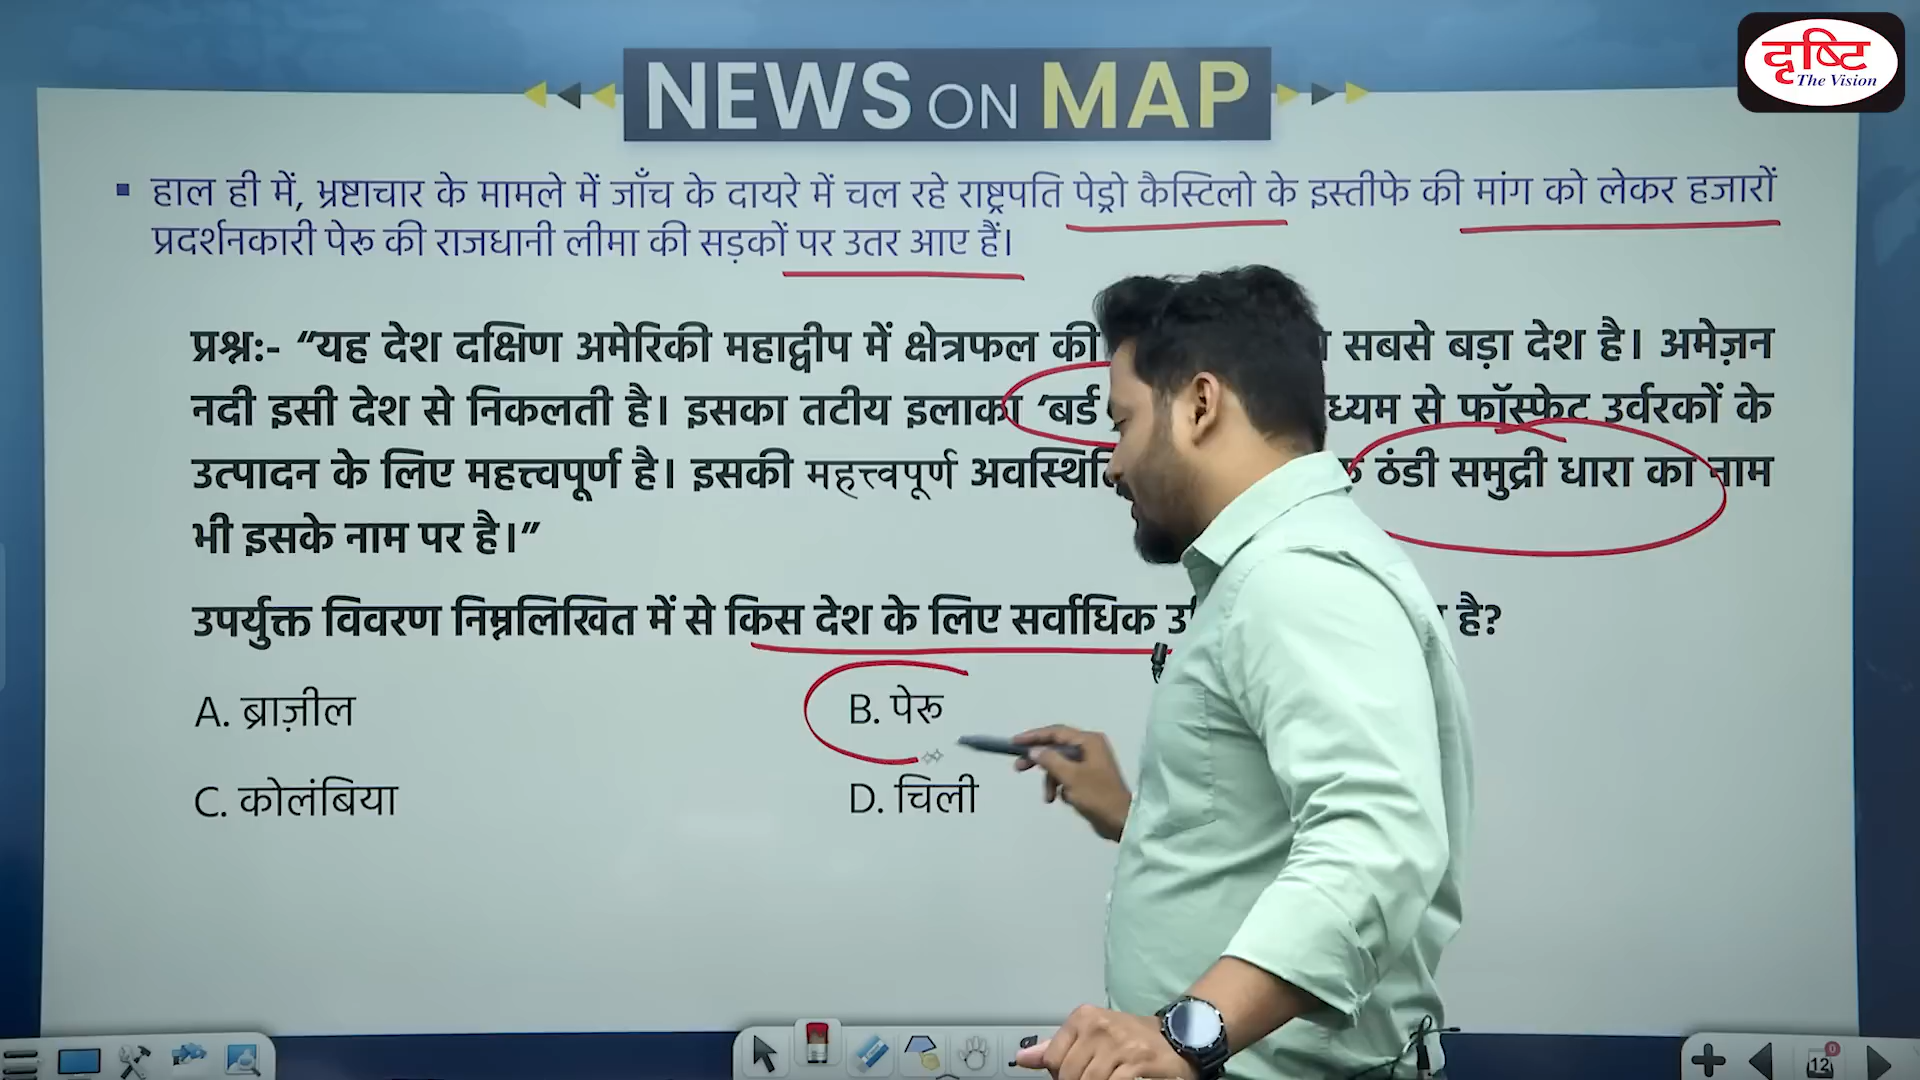 दृष्टि
The Vision
NEWS ON MAP
▪ हाल ही में, भ्रष्टाचार के मामले में जाँच के दायरे में चल रहे राष्ट्रपति पेड्रो कैस्टिलो के इस्तीफे की मांग को लेकर हजारों
प्रदर्शनकारी पेरू की राजधानी लीमा की सड़कों पर उतर आए हैं।
प्रश्न:- “यह देश दक्षिण अमेरिकी महाद्वीप में क्षेत्रफल की सबसे बड़ा देश है। अमेज़न
नदी इसी देश से निकलती है। इसका तटीय इलाका ‘बर्ड से फॉस्फेट उर्वरकों के
उत्पादन के लिए महत्त्वपूर्ण है। इसकी महत्त्वपूर्ण ठंडी समुद्री धारा का नाम
भी इसके नाम पर है।”
उपर्युक्त विवरण निम्नलिखित में से किस देश के लिए सर्वाधिक है?
A. ब्राज़ील
B. पेरू
C. कोलंबिया
D. चिली
12
0